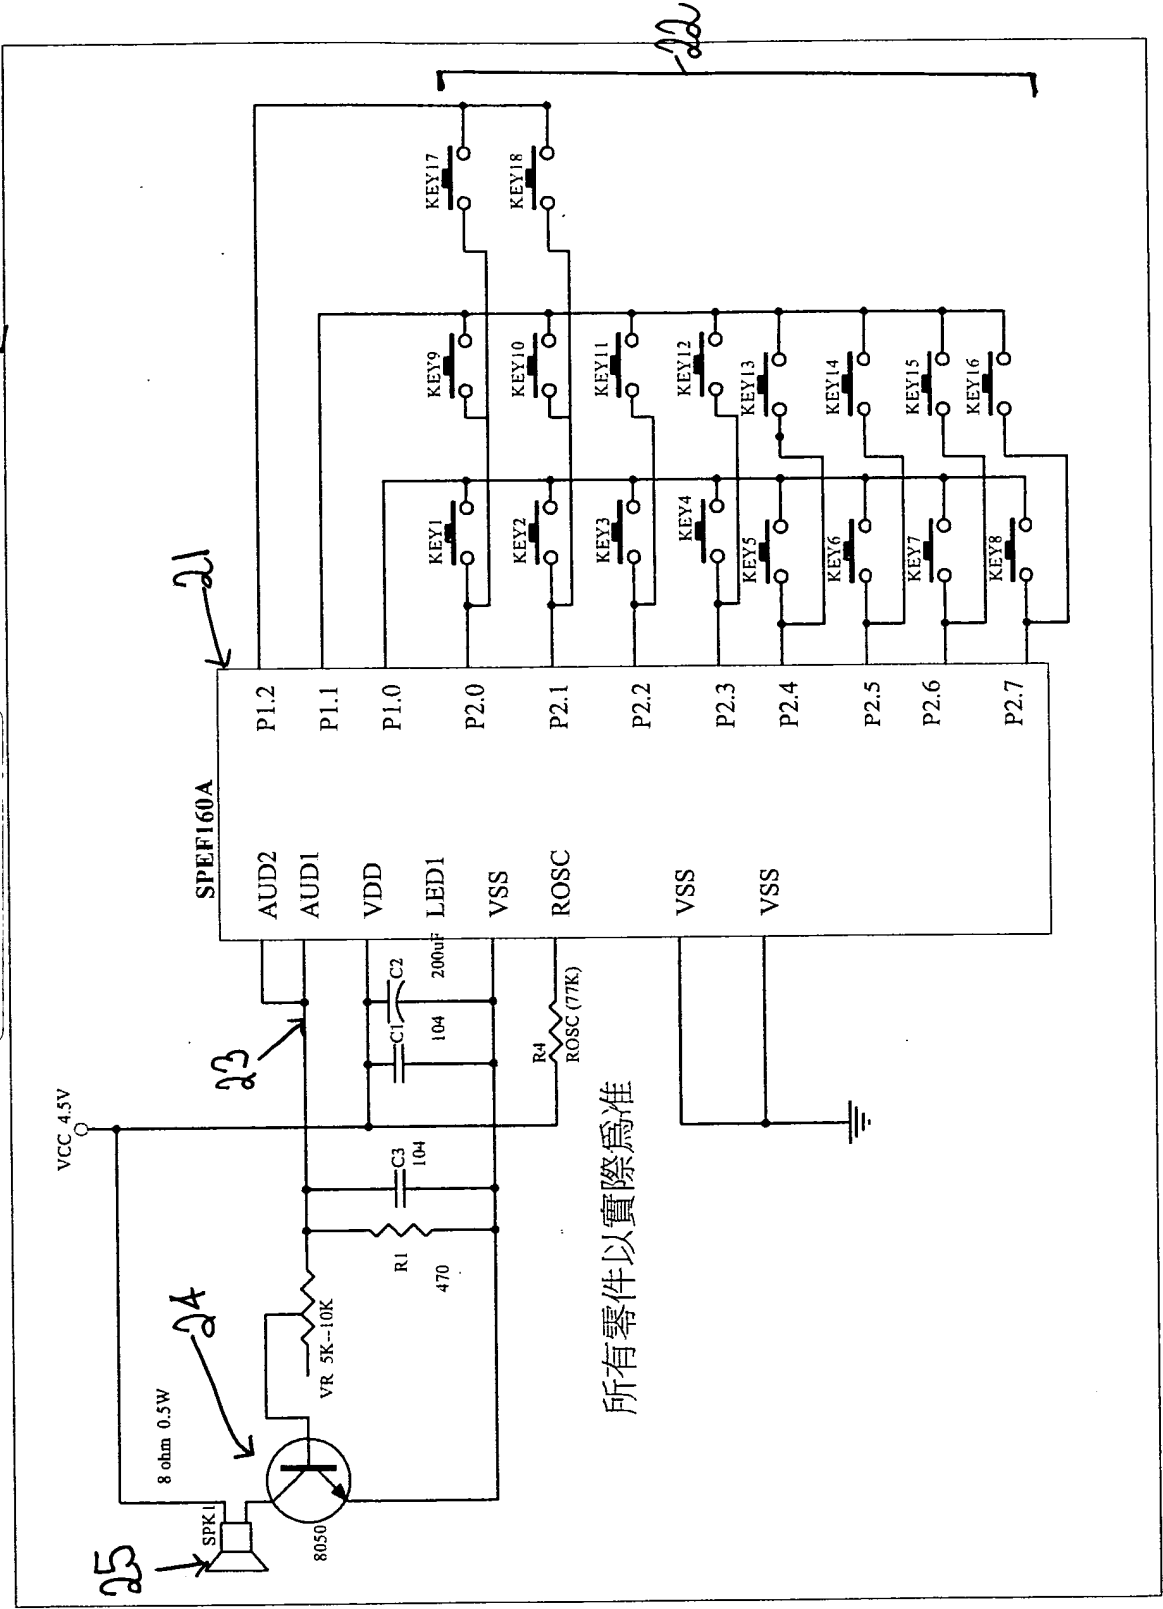 VCC 4.5V
25
SPK1
8 ohm 0.5W
24
8050
VR 5K--10K
23
R1
470
C3
104
C1
104
C2
200uF
R4
ROSC (77K)
所有零件以實際爲准
SPEF160A
21
AUD2
AUD1
VDD
LED1
VSS
ROSC
VSS
VSS
P1.2
P1.1
P1.0
P2.0
P2.1
P2.2
P2.3
P2.4
P2.5
P2.6
P2.7
KEY1
KEY2
KEY3
KEY4
KEY5
KEY6
KEY7
KEY8
KEY9
KEY10
KEY11
KEY12
KEY13
KEY14
KEY15
KEY16
KEY17
KEY18
22